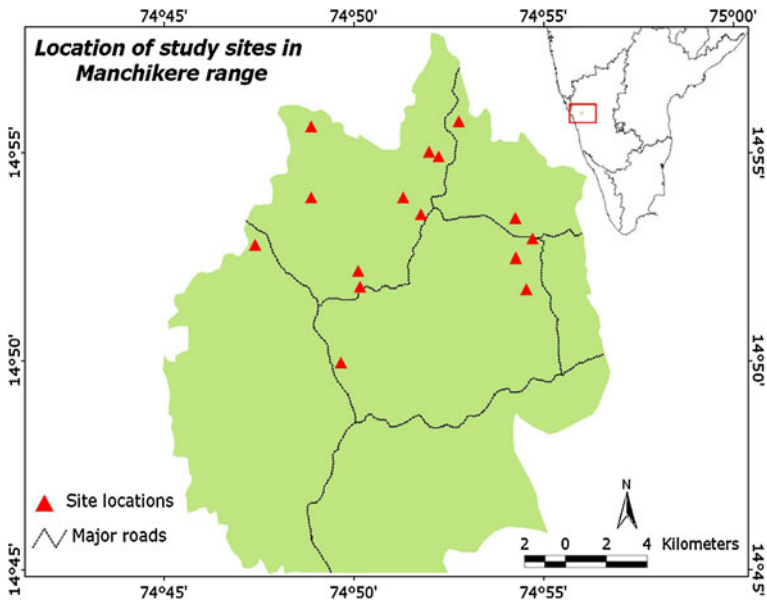 74°45' 74°50' 74°55' 75°00'
Location of study sites in
Manchikere range
14°55' 14°55'
14°50' 14°50'
Site locations
Major roads
N
2 0 2 4 Kilometers
14°45' 14°45'
74°45' 74°50' 74°55' 75°00'